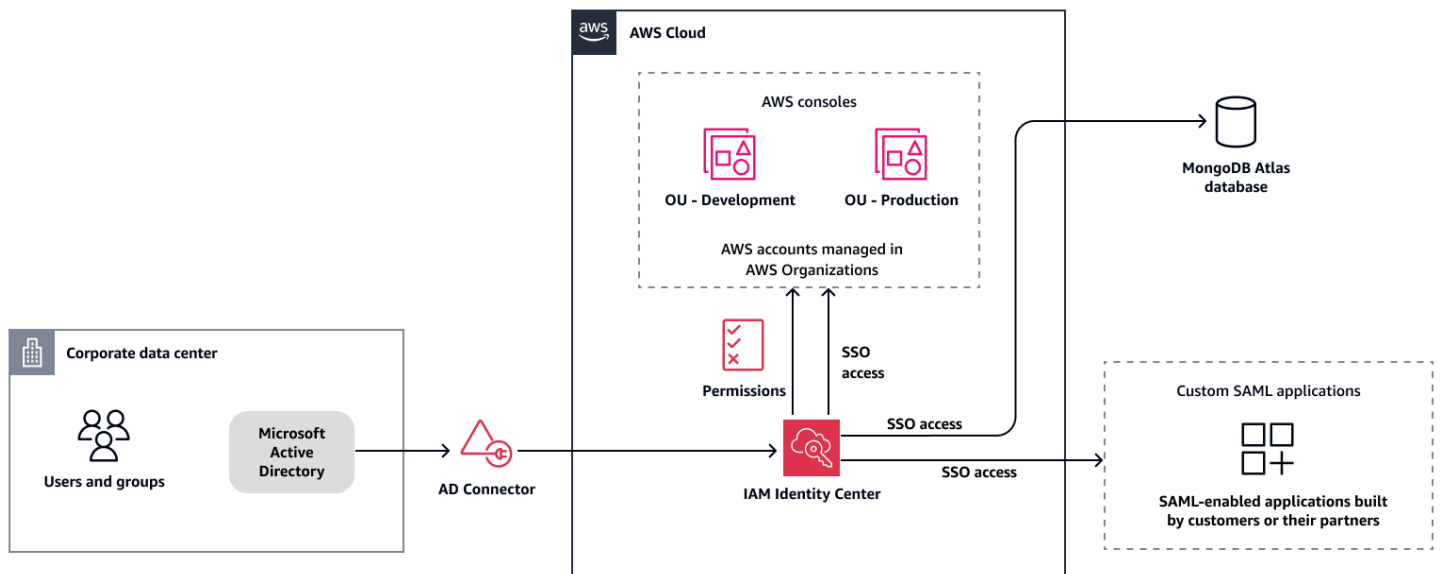 aws
AWS Cloud
AWS consoles
OU - Development
OU - Production
AWS accounts managed in
AWS Organizations
MongoDB Atlas
database
Corporate data center
Users and groups
Microsoft
Active
Directory
AD Connector
Permissions
SSO
access
IAM Identity Center
SSO access
SSO access
Custom SAML applications
SAML-enabled applications built
by customers or their partners